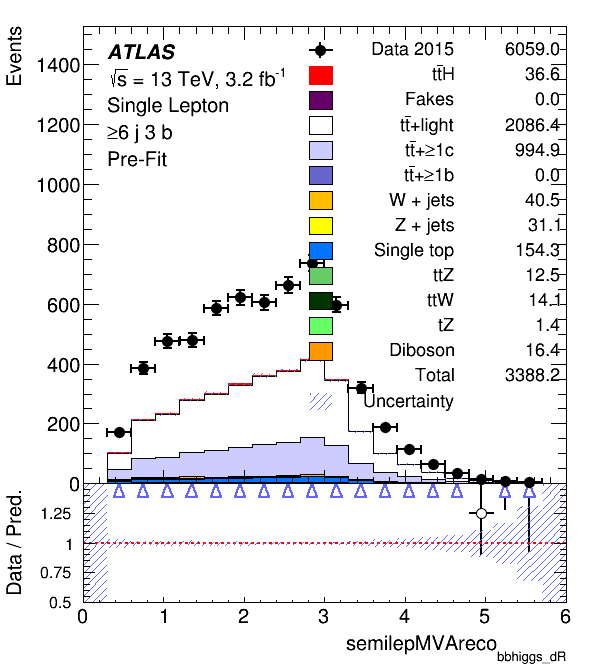 Events
1400
1200
1000
800
600
400
200
0
ATLAS
√s = 13 TeV, 3.2 fb⁻¹
Single Lepton
≥6 j 3 b
Pre-Fit
Data 2015 6059.0
tt̄H 36.6
Fakes 0.0
tt̄+light 2086.4
tt̄+≥1c 994.9
tt̄+≥1b 0.0
W + jets 40.5
Z + jets 31.1
Single top 154.3
ttZ 12.5
ttW 14.1
tZ 1.4
Diboson 16.4
Total 3388.2
Uncertainty
Data / Pred.
1.25
1
0.75
0.5
0 1 2 3 4 5 6
semilepMVAreco
bbhiggs_dR